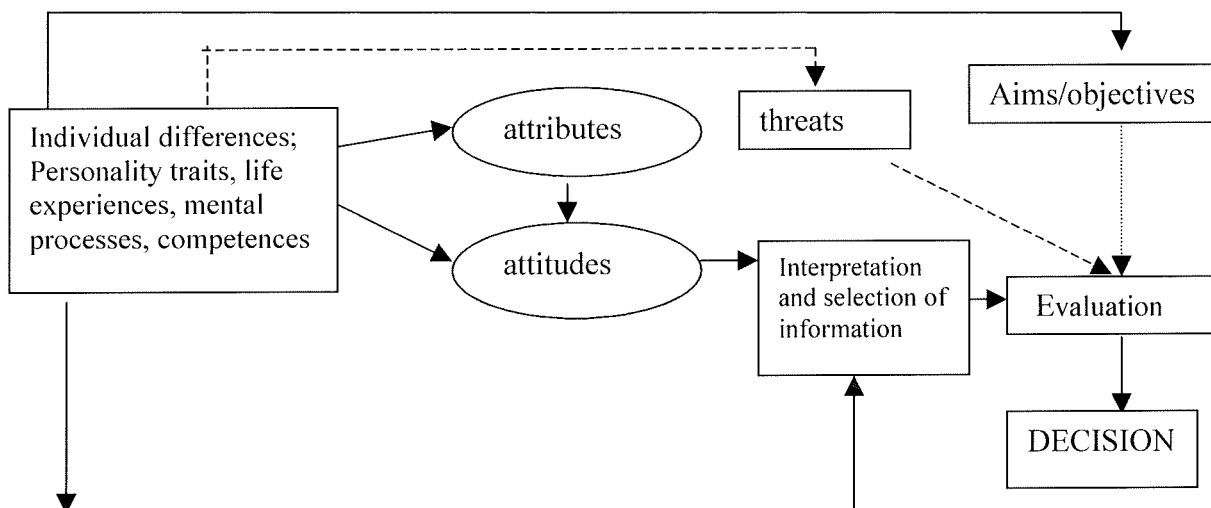 Aims/objectives
Individual differences;
Personality traits, life
experiences, mental
processes, competences
attributes
threats
attitudes
Interpretation
and selection of
information
Evaluation
DECISION